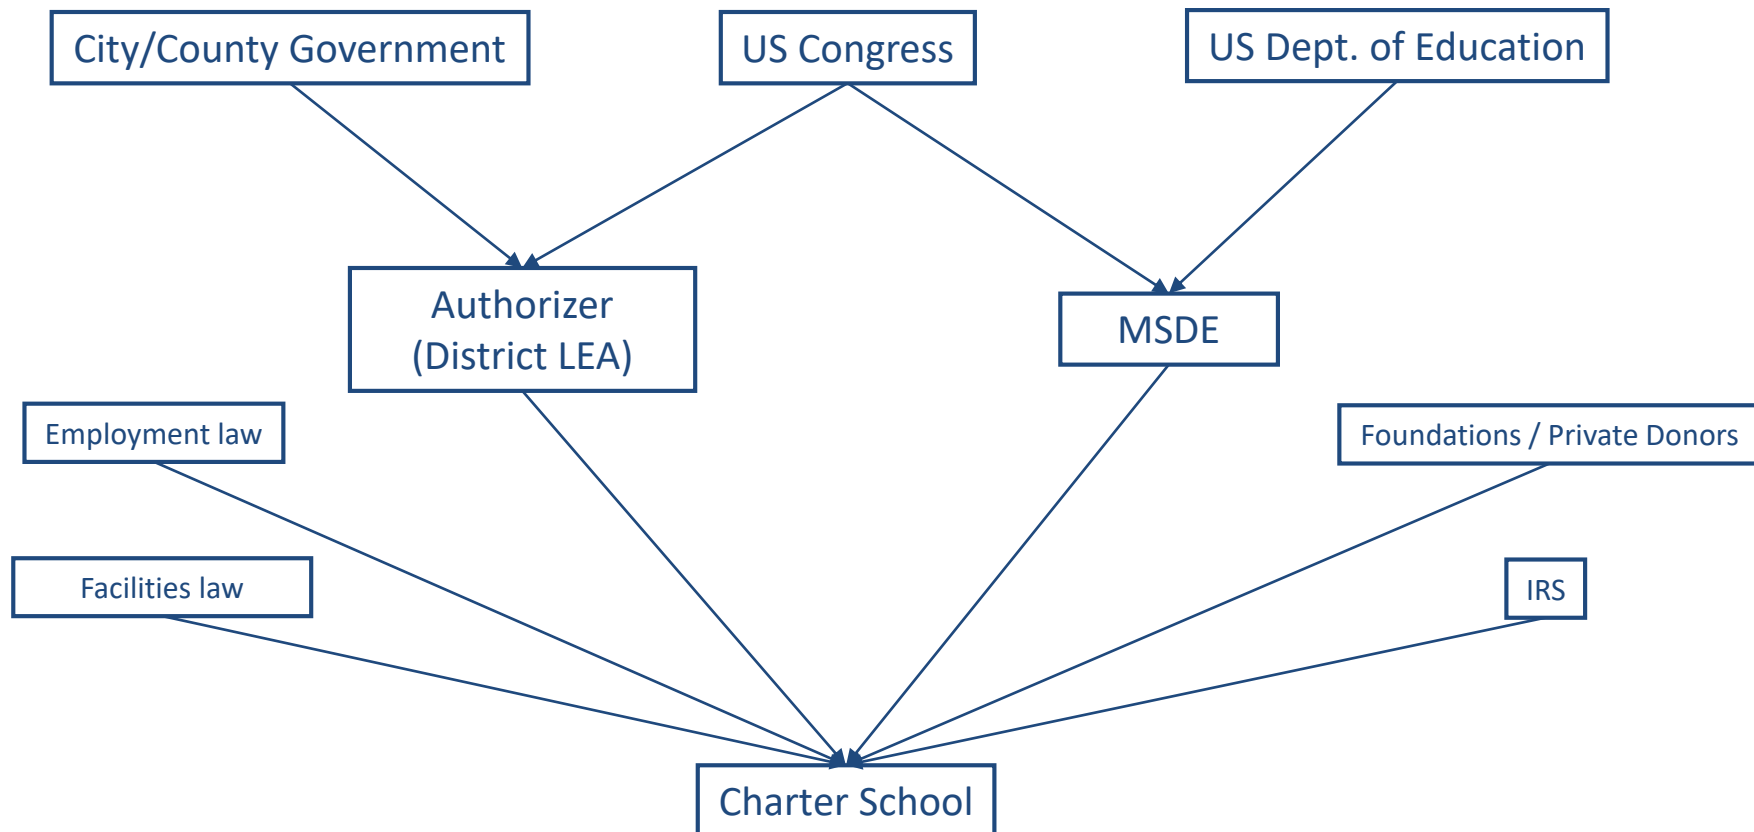 City/County Government
US Congress
US Dept. of Education
Authorizer
(District LEA)
MSDE
Employment law
Foundations / Private Donors
Facilities law
IRS
Charter School